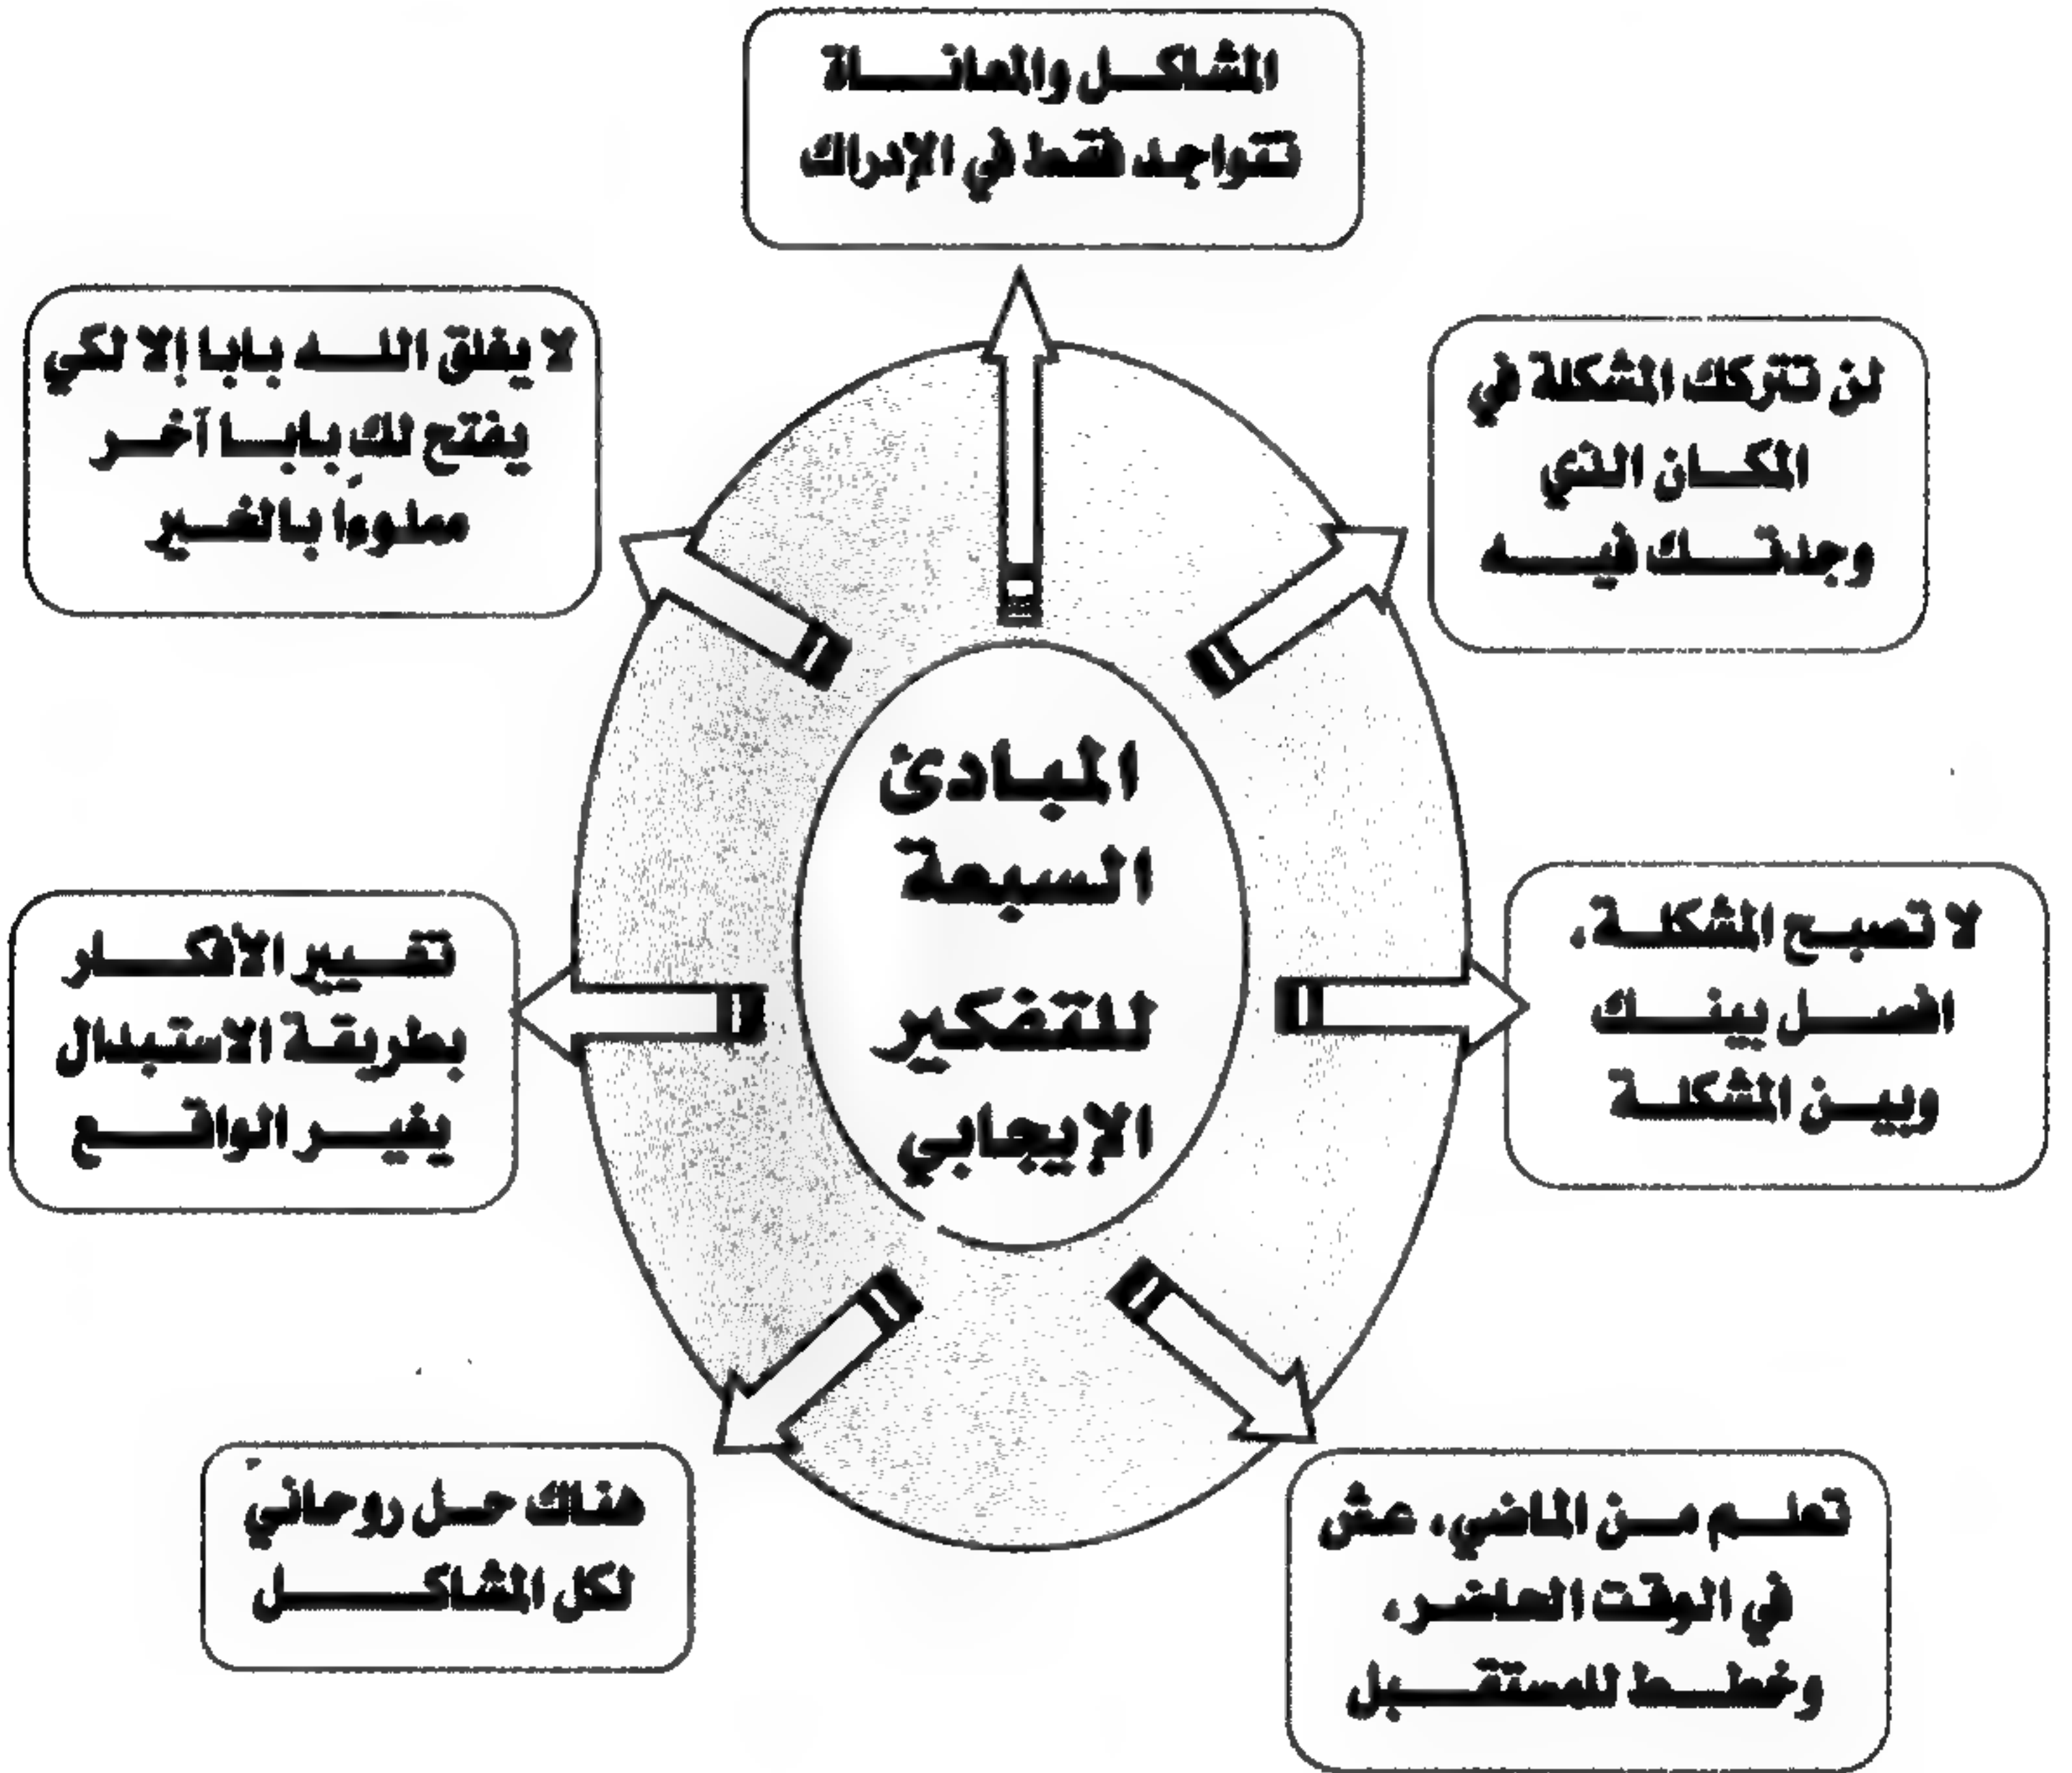 المشاكل والمعاناة
تتواجد فقط في الإدراك
لن تتركك المشكلة في
المكان الذي
وجدتك فيه
لا تصبح المشكلة،
افصل بينك
وبين المشكلة
تعلم من الماضي، عش
في الوقت الحاضر،
وخطط للمستقبل
هناك حل روحاني
لكل المشاكل
تغيير الأفكار
بطريقة الاستبدال
يغير الواقع
لا يغلق الله بابا إلا لكي
يفتح لك بابا آخر
مملوءاً بالخير
المبادئ
السبعة
للتفكير
الإيجابي